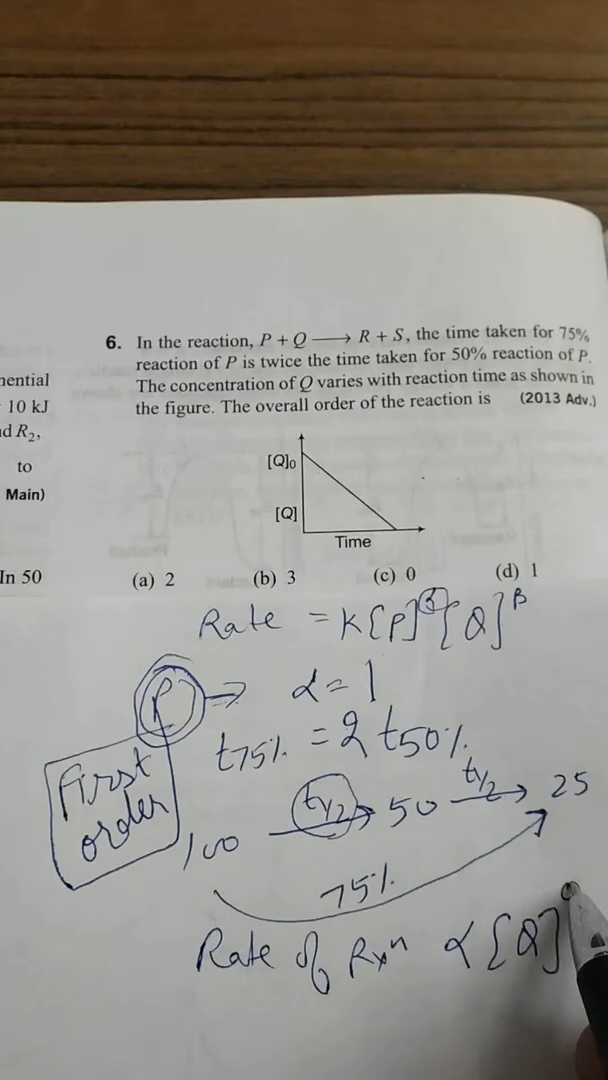 6. In the reaction, P + Q ⟶ R + S, the time taken for 75%
reaction of P is twice the time taken for 50% reaction of P.
The concentration of Q varies with reaction time as shown in
the figure. The overall order of the reaction is (2013 Adv.)
nential
10 kJ
nd R₂,
to
Main)
In 50
[Q]₀
[Q]
Time
(a) 2 (b) 3 (c) 0 (d) 1
Rate = K[P]^α [Q]^β
P → α = 1
t75% = 2 t50%
First
order
100 t1/2→ 50 t1/2→ 25
75%
Rate of Rxⁿ α [Q]⁰